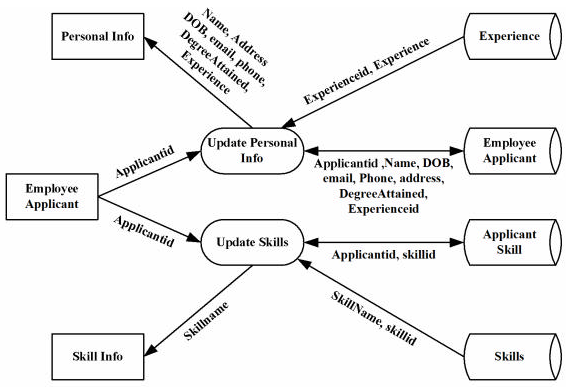 Personal Info
Name, Address
DOB, email, phone,
DegreeAttained,
Experience
Experience
Experienceid, Experience
Update Personal
Info
Employee
Applicant
Applicantid ,Name, DOB,
email, Phone, address,
DegreeAttained,
Experienceid
Applicantid
Employee
Applicant
Applicantid
Update Skills
Applicant
Skill
Applicantid, skillid
Skillname
SkillName, skillid
Skill Info
Skills